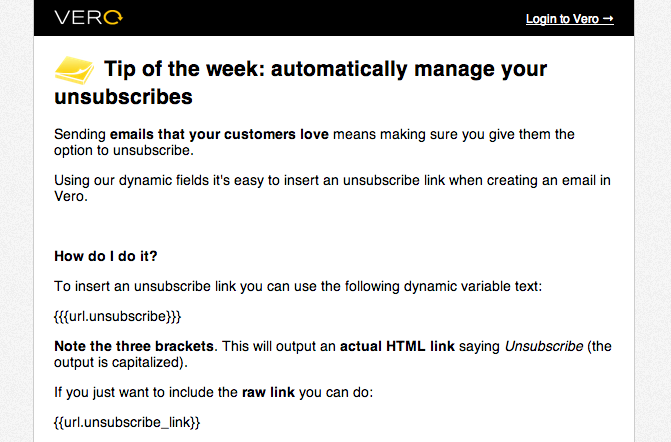 VERO
Login to Vero →
Tip of the week: automatically manage your
unsubscribes
Sending emails that your customers love means making sure you give them the
option to unsubscribe.
Using our dynamic fields it's easy to insert an unsubscribe link when creating an email in
Vero.
How do I do it?
To insert an unsubscribe link you can use the following dynamic variable text:
{{{url.unsubscribe}}}
Note the three brackets. This will output an actual HTML link saying Unsubscribe (the
output is capitalized).
If you just want to include the raw link you can do:
{{url.unsubscribe_link}}